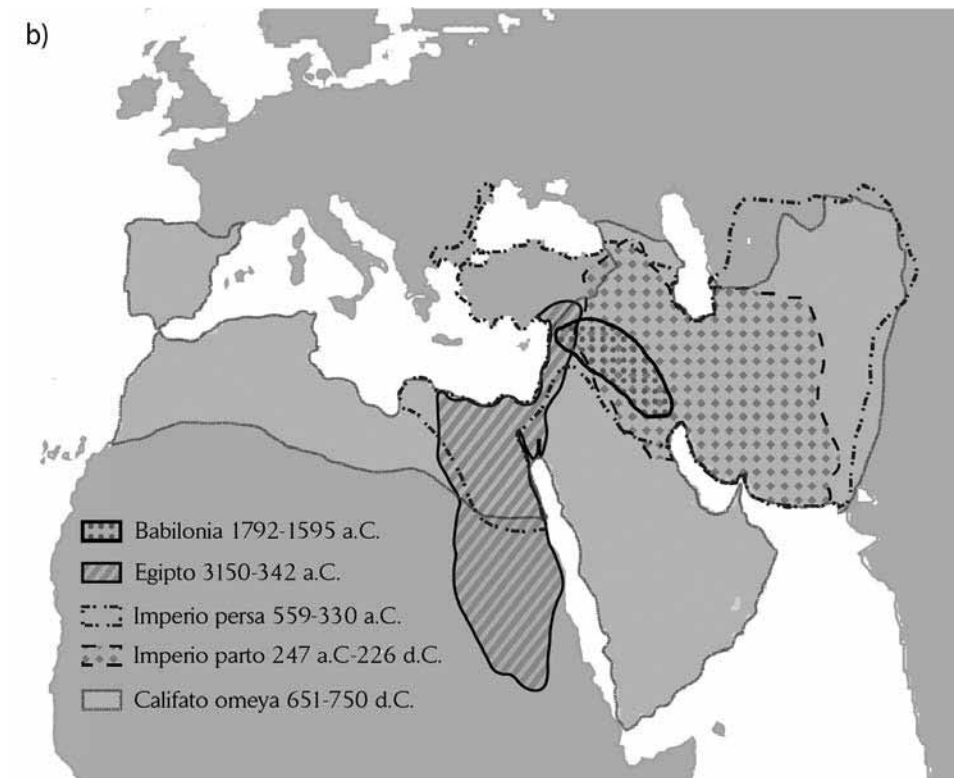 b)
Babilonia 1792-1595 a.C.
Egipto 3150-342 a.C.
Imperio persa 559-330 a.C.
Imperio parto 247 a.C-226 d.C.
Califato omeya 651-750 d.C.